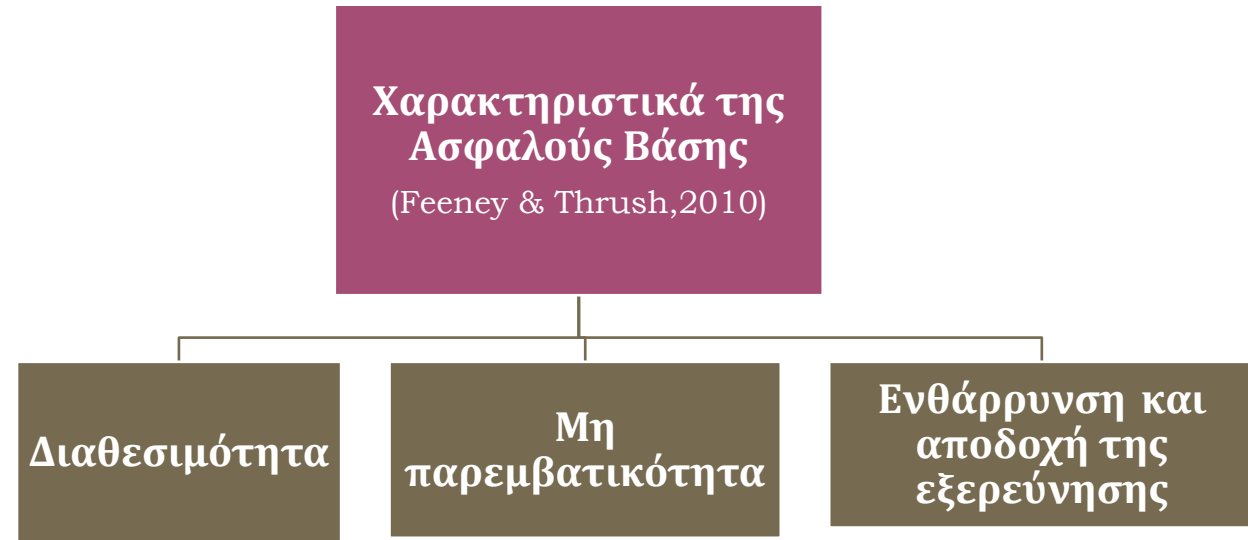 Χαρακτηριστικά της
Ασφαλούς Βάσης
(Feeney & Thrush,2010)
Διαθεσιμότητα
Μη
παρεμβατικότητα
Ενθάρρυνση και
αποδοχή της
εξερεύνησης